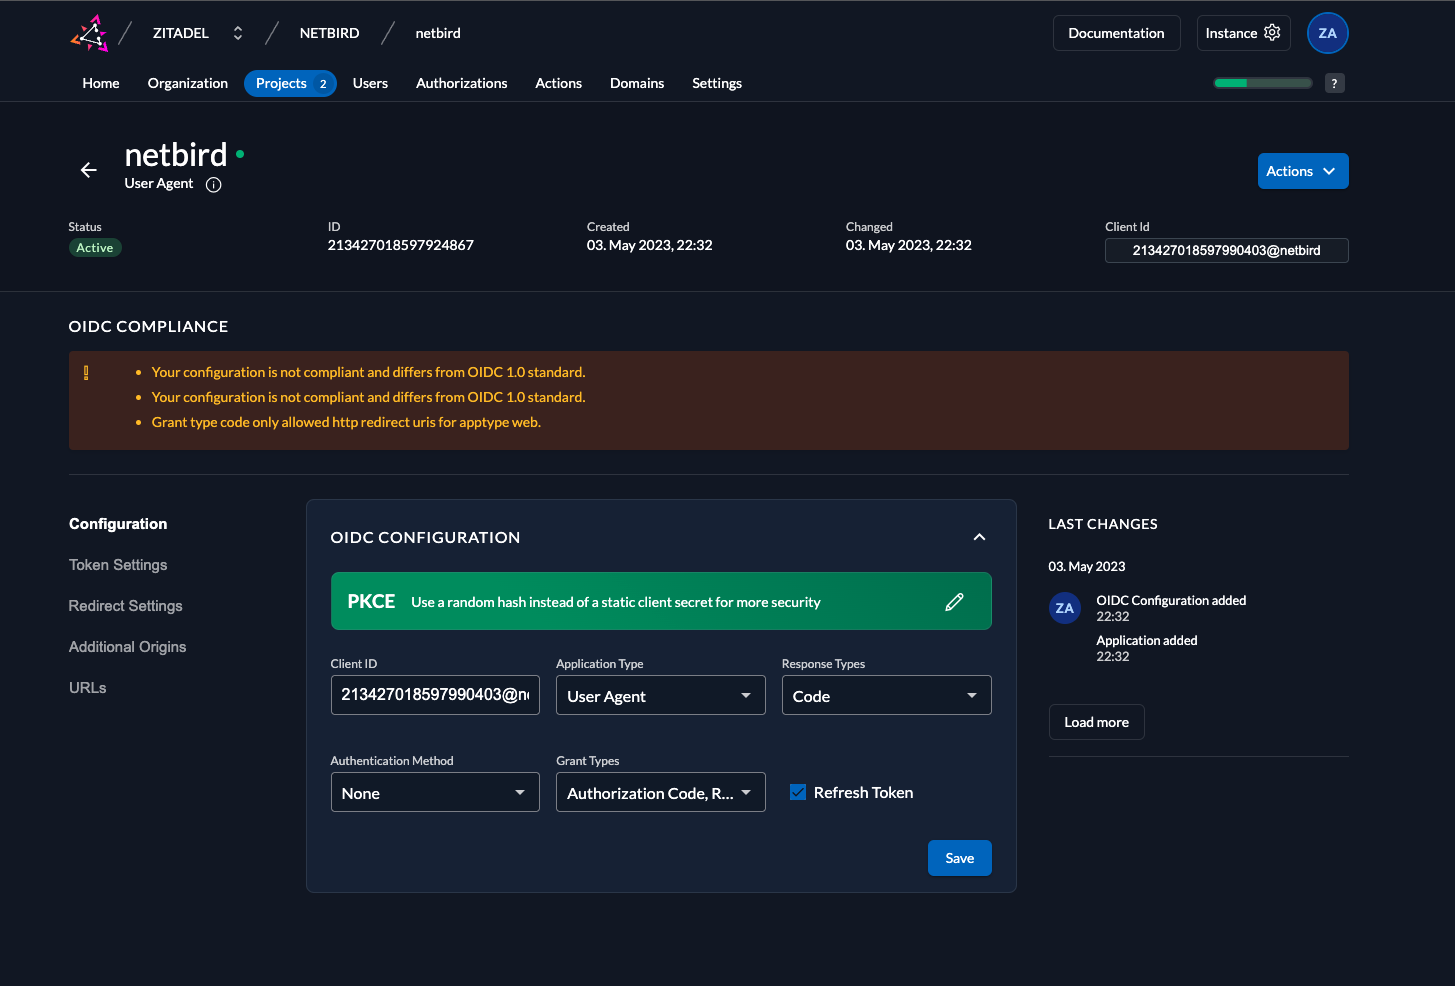 ZITADEL
NETBIRD
netbird
Documentation
Instance
ZA
Home
Organization
Projects 2
Users
Authorizations
Actions
Domains
Settings
?
netbird
User Agent
Actions
Status
Active
ID
213427018597924867
Created
03. May 2023, 22:32
Changed
03. May 2023, 22:32
Client Id
213427018597990403@netbird
OIDC COMPLIANCE
Your configuration is not compliant and differs from OIDC 1.0 standard.
Your configuration is not compliant and differs from OIDC 1.0 standard.
Grant type code only allowed http redirect uris for apptype web.
Configuration
Token Settings
Redirect Settings
Additional Origins
URLs
OIDC CONFIGURATION
PKCE Use a random hash instead of a static client secret for more security
Client ID
213427018597990403@n
Application Type
User Agent
Response Types
Code
Authentication Method
None
Grant Types
Authorization Code, R...
Refresh Token
Save
LAST CHANGES
03. May 2023
ZA
OIDC Configuration added
22:32
Application added
22:32
Load more